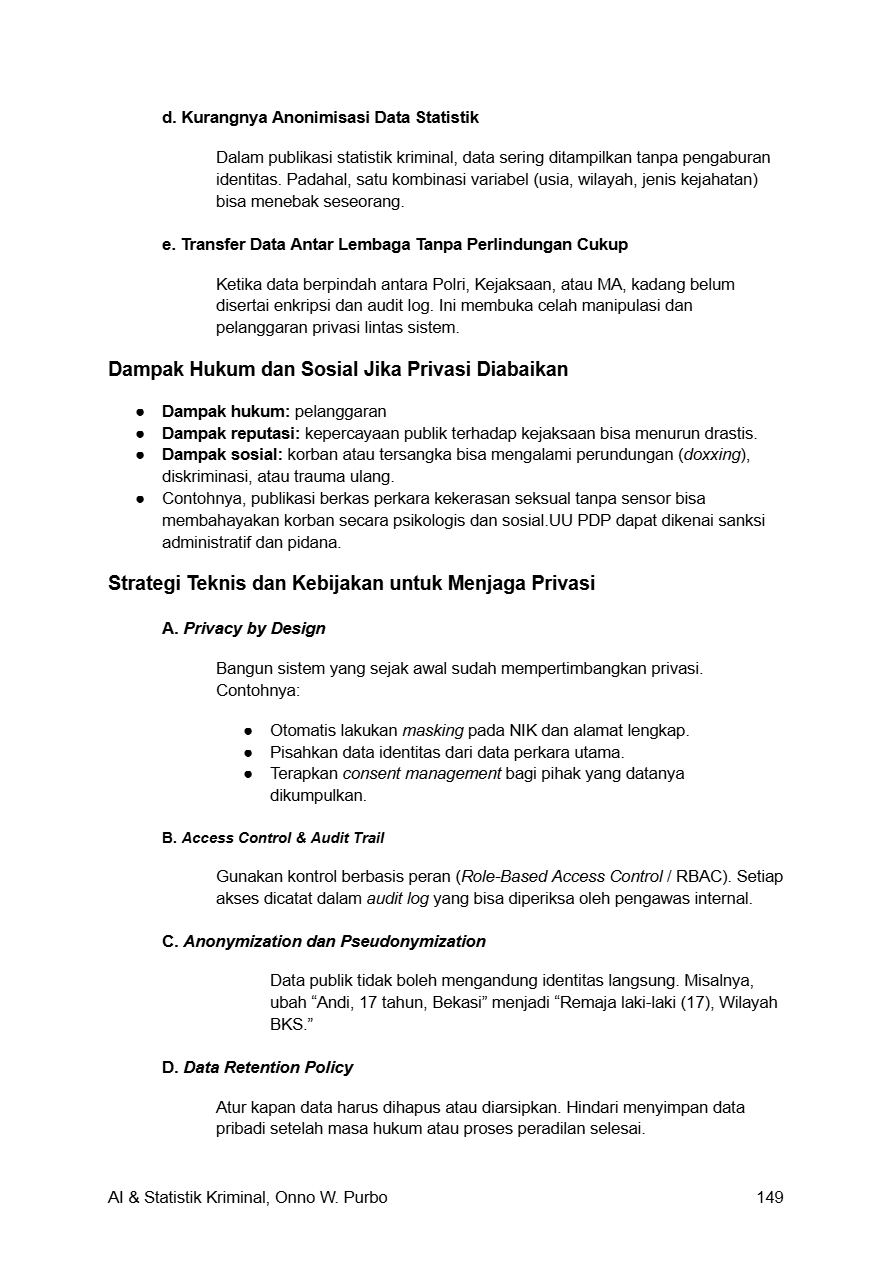 d. Kurangnya Anonimisasi Data Statistik
Dalam publikasi statistik kriminal, data sering ditampilkan tanpa pengaburan
identitas. Padahal, satu kombinasi variabel (usia, wilayah, jenis kejahatan)
bisa menebak seseorang.
e. Transfer Data Antar Lembaga Tanpa Perlindungan Cukup
Ketika data berpindah antara Polri, Kejaksaan, atau MA, kadang belum
disertai enkripsi dan audit log. Ini membuka celah manipulasi dan
pelanggaran privasi lintas sistem.
Dampak Hukum dan Sosial Jika Privasi Diabaikan
● Dampak hukum: pelanggaran
● Dampak reputasi: kepercayaan publik terhadap kejaksaan bisa menurun drastis.
● Dampak sosial: korban atau tersangka bisa mengalami perundungan (doxxing),
diskriminasi, atau trauma ulang.
● Contohnya, publikasi berkas perkara kekerasan seksual tanpa sensor bisa
membahayakan korban secara psikologis dan sosial.UU PDP dapat dikenai sanksi
administratif dan pidana.
Strategi Teknis dan Kebijakan untuk Menjaga Privasi
A. Privacy by Design
Bangun sistem yang sejak awal sudah mempertimbangkan privasi.
Contohnya:
● Otomatis lakukan masking pada NIK dan alamat lengkap.
● Pisahkan data identitas dari data perkara utama.
● Terapkan consent management bagi pihak yang datanya
dikumpulkan.
B. Access Control & Audit Trail
Gunakan kontrol berbasis peran (Role-Based Access Control / RBAC). Setiap
akses dicatat dalam audit log yang bisa diperiksa oleh pengawas internal.
C. Anonymization dan Pseudonymization
Data publik tidak boleh mengandung identitas langsung. Misalnya,
ubah “Andi, 17 tahun, Bekasi” menjadi “Remaja laki-laki (17), Wilayah
BKS.”
D. Data Retention Policy
Atur kapan data harus dihapus atau diarsipkan. Hindari menyimpan data
pribadi setelah masa hukum atau proses peradilan selesai.
AI & Statistik Kriminal, Onno W. Purbo 149